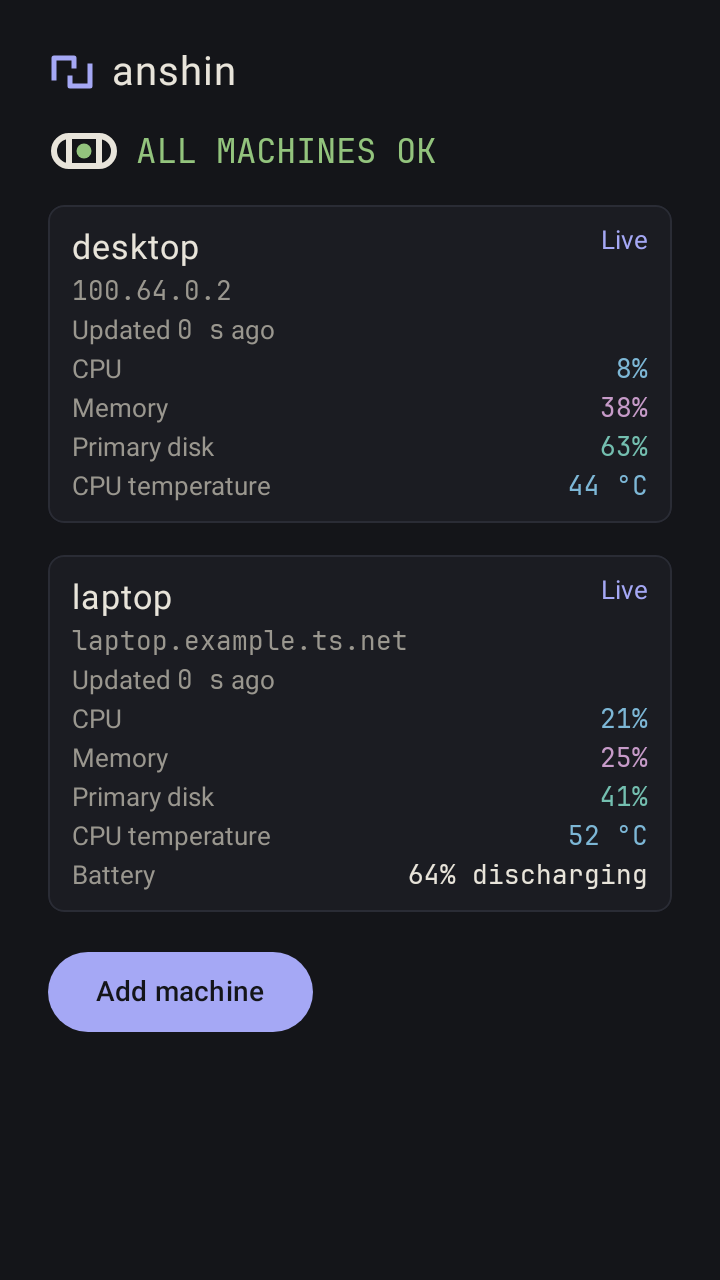 anshin
ALL MACHINES OK
desktop Live
100.64.0.2
Updated 0 s ago
CPU 8%
Memory 38%
Primary disk 63%
CPU temperature 44 °C
laptop Live
laptop.example.ts.net
Updated 0 s ago
CPU 21%
Memory 25%
Primary disk 41%
CPU temperature 52 °C
Battery 64% discharging
Add machine